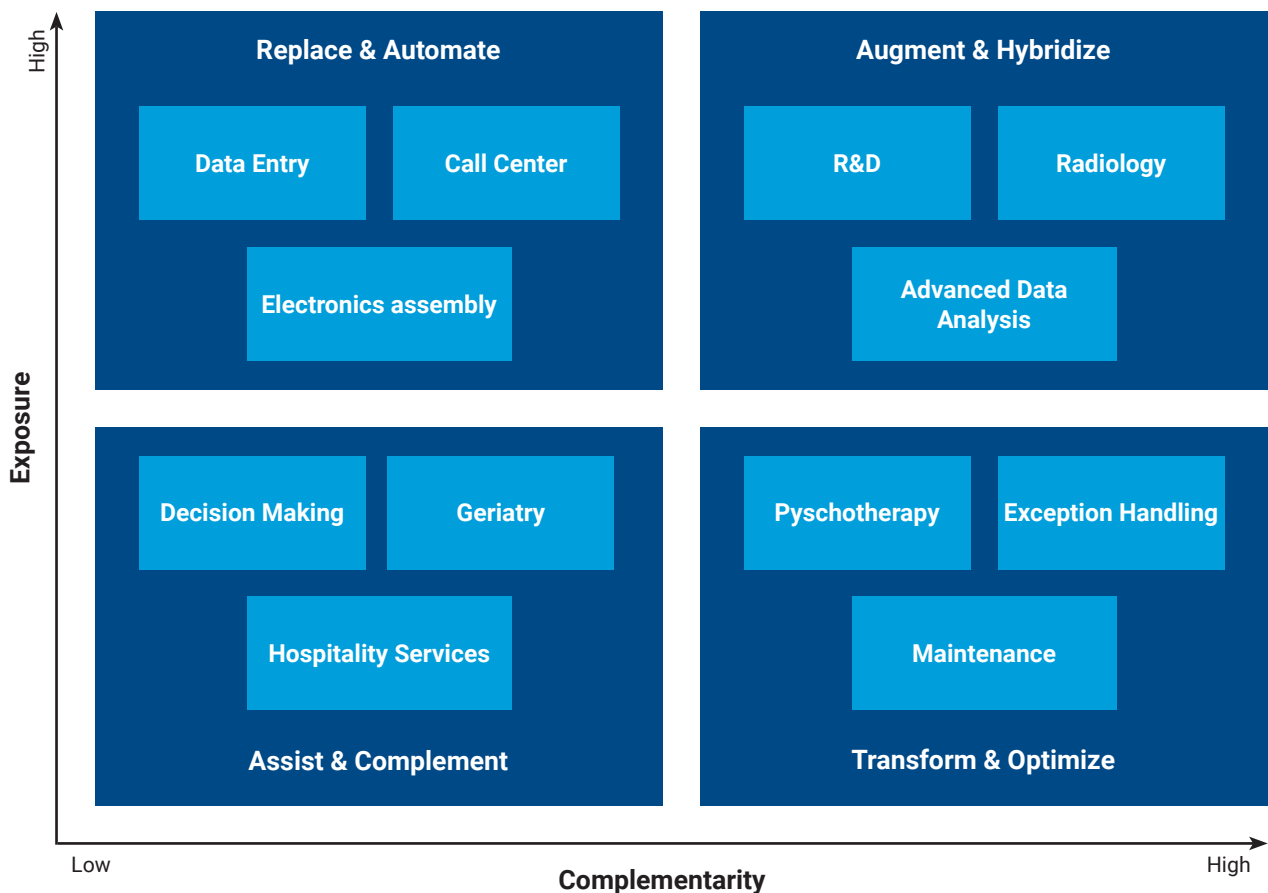 High
Replace & Automate
Augment & Hybridize
Data Entry
Call Center
R&D
Radiology
Electronics assembly
Advanced Data
Analysis
Exposure
Decision Making
Geriatry
Pyschotherapy
Exception Handling
Hospitality Services
Maintenance
Assist & Complement
Transform & Optimize
Low
High
Complementarity